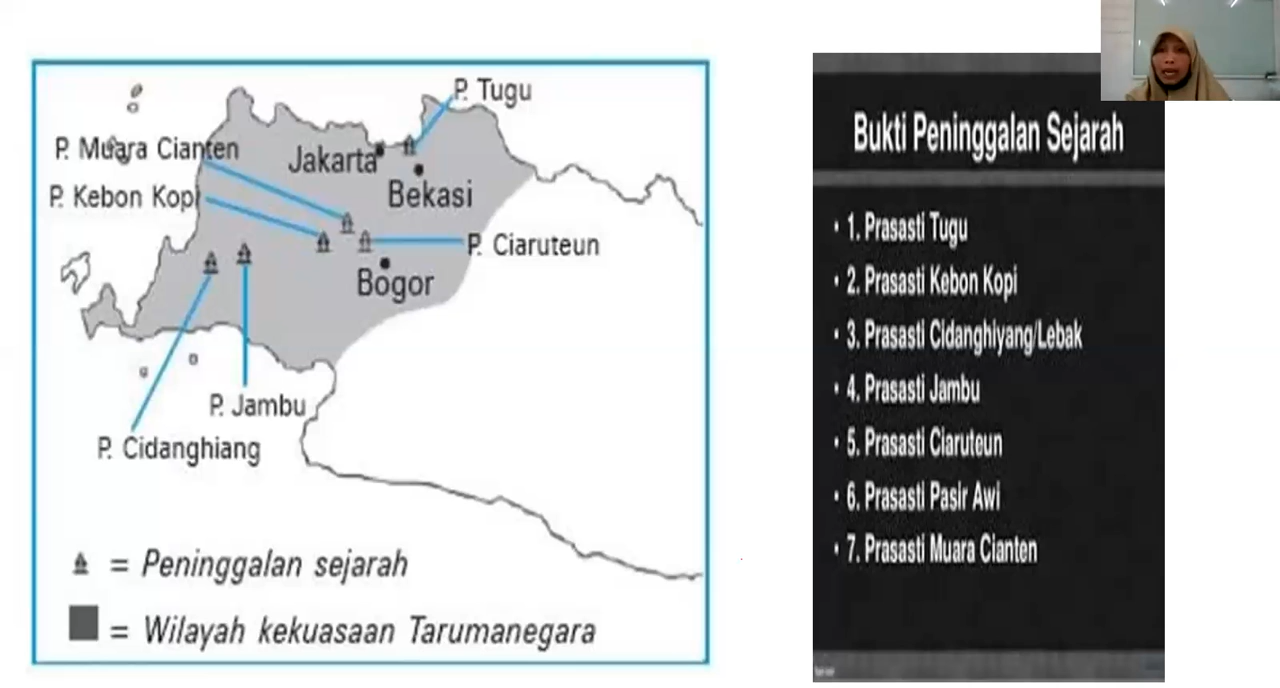 P. Tugu
P. Muara Cianten
Jakarta
P. Kebon Kopi
Bekasi
P. Ciaruteun
Bogor
P. Jambu
P. Cidanghiang
= Peninggalan sejarah
= Wilayah kekuasaan Tarumanegara
Bukti Peninggalan Sejarah
• 1. Prasasti Tugu
• 2. Prasasti Kebon Kopi
• 3. Prasasti Cidanghiyang/Lebak
• 4. Prasasti Jambu
• 5. Prasasti Ciaruteun
• 6. Prasasti Pasir Awi
• 7. Prasasti Muara Cianten